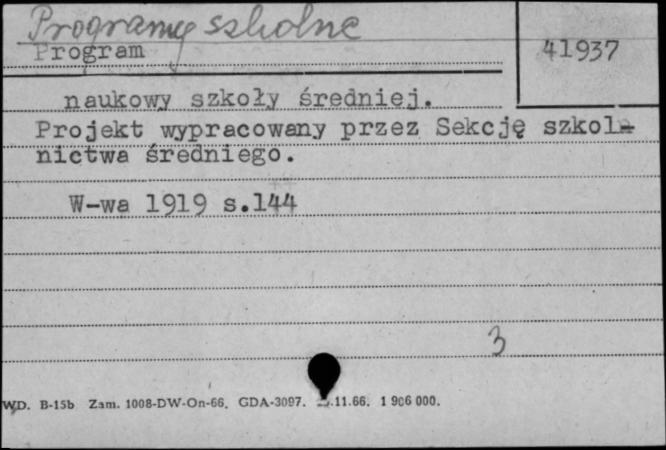 Programy szkolne
Program
41937
naukowy szkoły średniej.
Projekt wypracowany przez Sekcję szkol-
nictwa średniego.
W-wa 1919 s.144
3
WD. B-15b Zam. 1008-DW-On-66. GDA-3097. .11.66. 1 906 000.